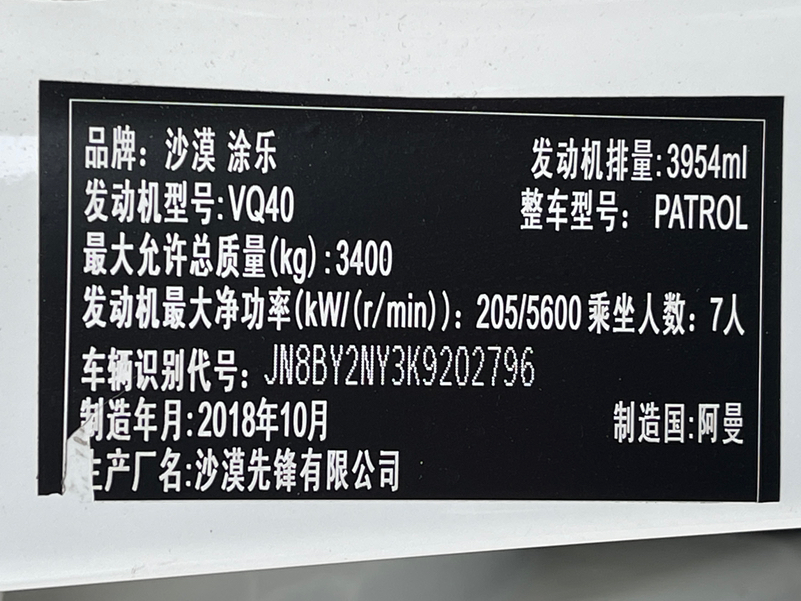 品牌：沙漠 涂乐 发动机排量:3954ml
发动机型号:VQ40 整车型号： PATROL
最大允许总质量(kg):3400
发动机最大净功率(kW/(r/min))：205/5600 乘坐人数：7人
车辆识别代号：JN8BY2NY3K9202796
制造年月:2018年10月 制造国:阿曼
生产厂名:沙漠先锋有限公司